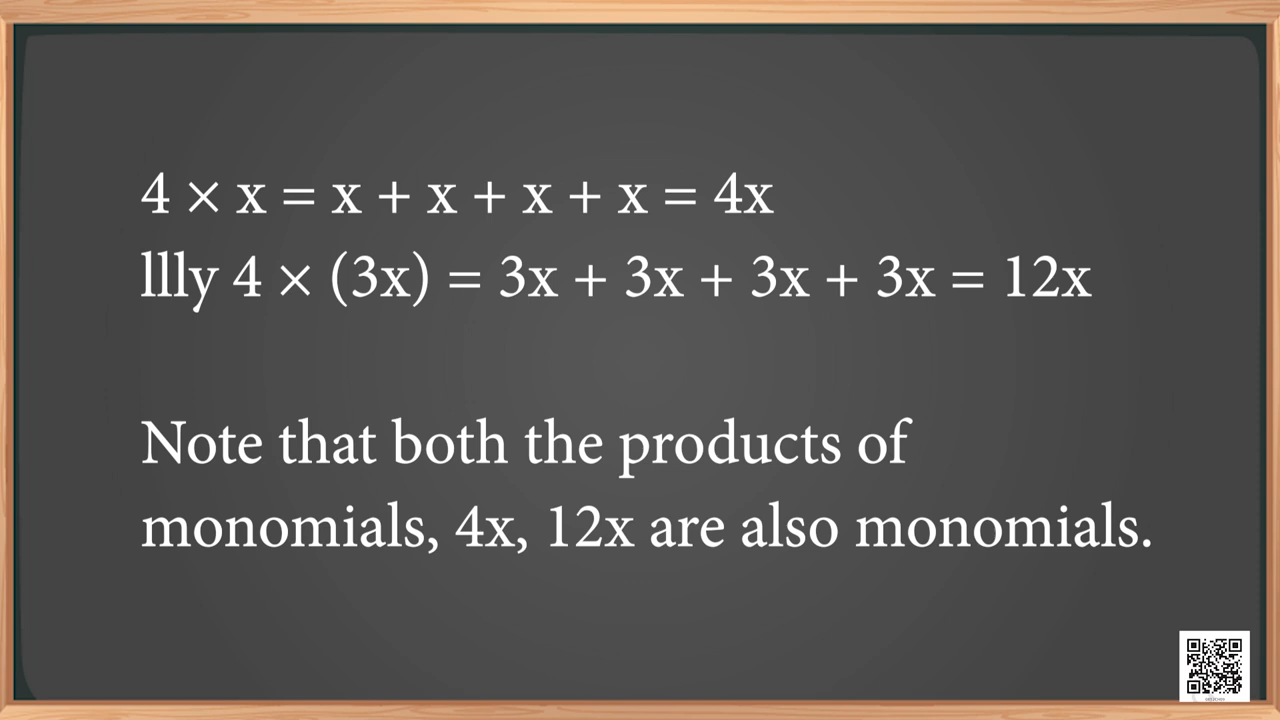 4 × x = x + x + x + x = 4x
llly 4 × (3x) = 3x + 3x + 3x + 3x = 12x
Note that both the products of
monomials, 4x, 12x are also monomials.